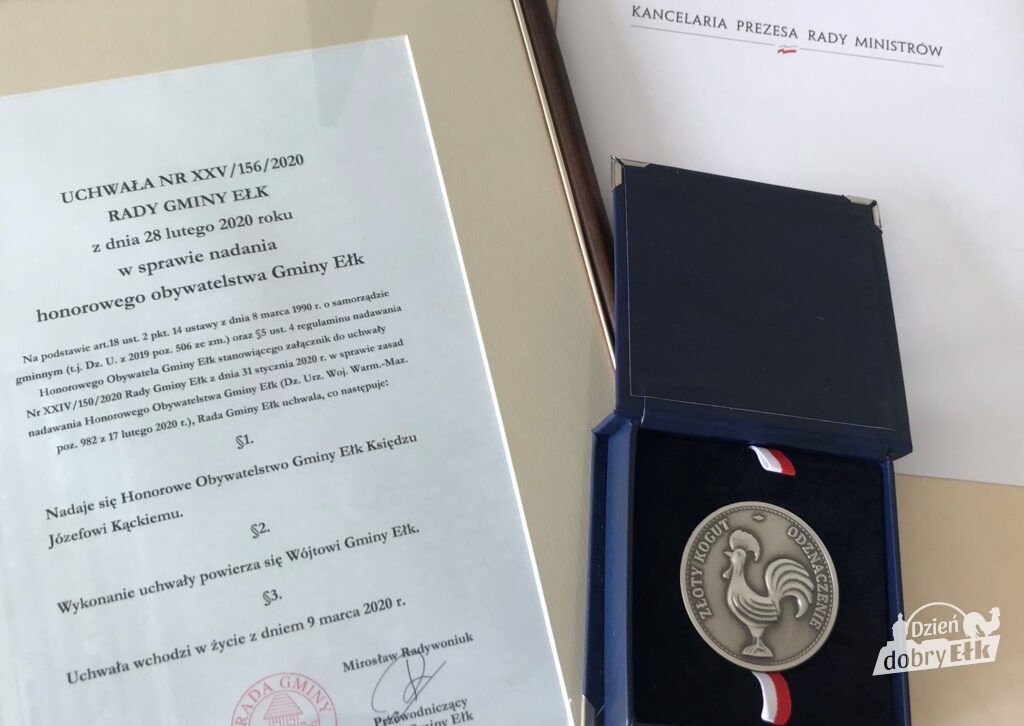 UCHWAŁA NR XXV/156/2020
RADY GMINY EŁK
z dnia 28 lutego 2020 roku
w sprawie nadania
honorowego obywatelstwa Gminy Ełk
Na podstawie art.18 ust. 2 pkt. 14 ustawy z dnia 8 marca 1990 r. o samorządzie
gminnym (t.j. Dz. U. z 2019 poz. 506 ze zm.) oraz §5 ust. 4 regulaminu nadawania
Honorowego Obywatela Gminy Ełk stanowiącego załącznik do uchwały
Nr XXIV/150/2020 Rady Gminy Ełk z dnia 31 stycznia 2020 r. w sprawie zasad
nadawania Honorowego Obywatelstwa Gminy Ełk (Dz. Urz. Woj. Warm.-Maz.
poz. 982 z 17 lutego 2020 r.), Rada Gminy Ełk uchwala, co następuje:
§1.
Nadaje się Honorowe Obywatelstwo Gminy Ełk Księdzu
Józefowi Kąckiemu.
§2.
Wykonanie uchwały powierza się Wójtowi Gminy Ełk.
§3.
Uchwała wchodzi w życie z dniem 9 marca 2020 r.
Mirosław Radywoniuk
Przewodniczący
Gminy Ełk
RADA GMINY
KANCELARIA PREZESA RADY MINISTRÓW
ZŁOTY KOGUT
ODZNACZENIE
Dzień
dobry Ełk